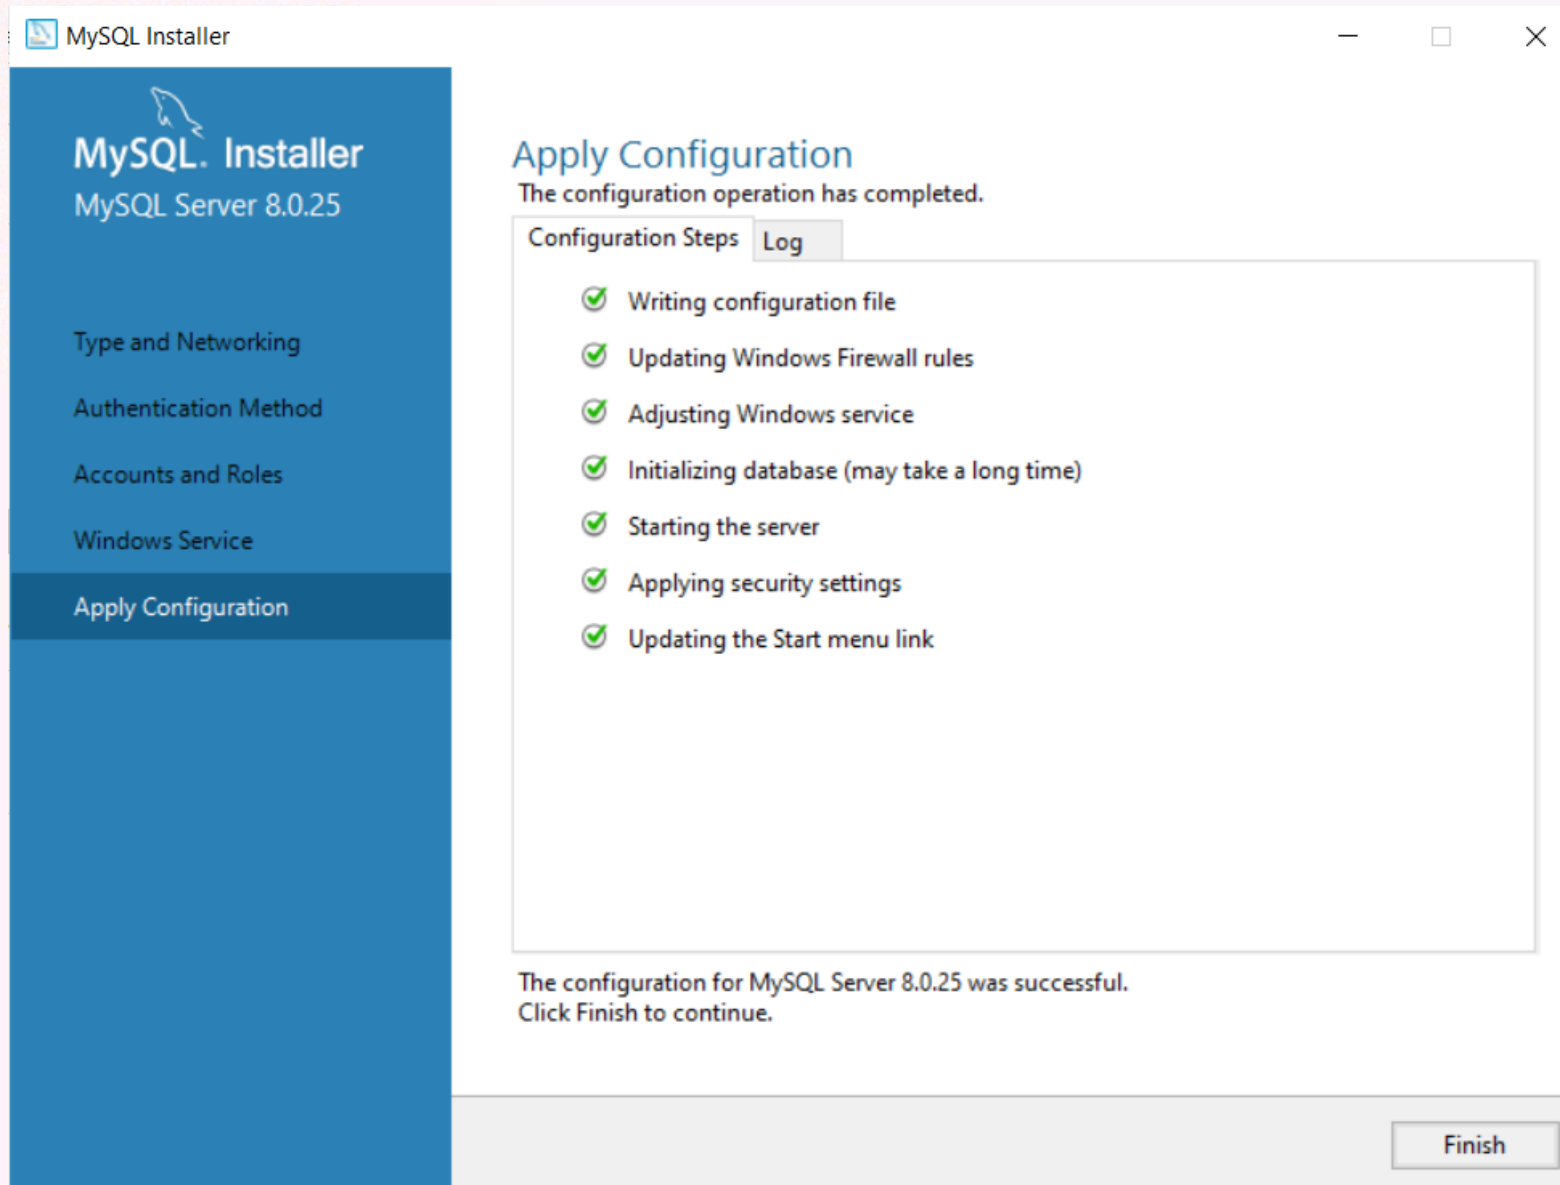 MySQL Installer
MySQL. Installer
MySQL Server 8.0.25
Type and Networking
Authentication Method
Accounts and Roles
Windows Service
Apply Configuration
Apply Configuration
The configuration operation has completed.
Configuration Steps Log
Writing configuration file
Updating Windows Firewall rules
Adjusting Windows service
Initializing database (may take a long time)
Starting the server
Applying security settings
Updating the Start menu link
The configuration for MySQL Server 8.0.25 was successful.
Click Finish to continue.
Finish